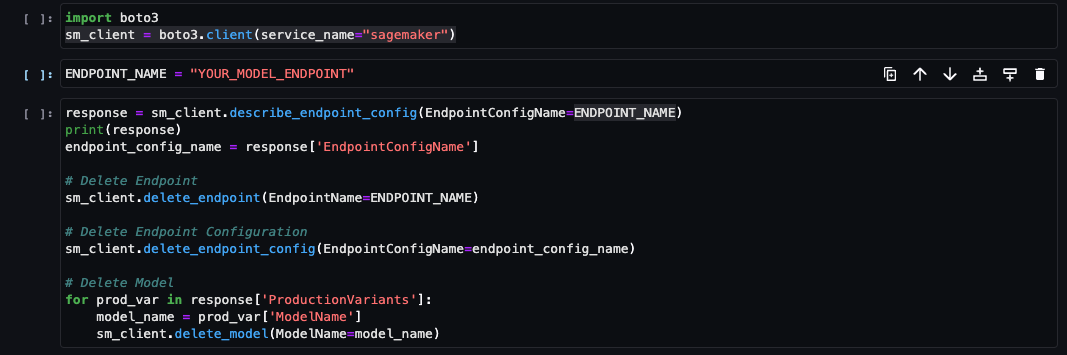 [ ]: import boto3
sm_client = boto3.client(service_name="sagemaker")
[ ]: ENDPOINT_NAME = "YOUR_MODEL_ENDPOINT"
[ ]: response = sm_client.describe_endpoint_config(EndpointConfigName=ENDPOINT_NAME)
print(response)
endpoint_config_name = response['EndpointConfigName']
# Delete Endpoint
sm_client.delete_endpoint(EndpointName=ENDPOINT_NAME)
# Delete Endpoint Configuration
sm_client.delete_endpoint_config(EndpointConfigName=endpoint_config_name)
# Delete Model
for prod_var in response['ProductionVariants']:
    model_name = prod_var['ModelName']
    sm_client.delete_model(ModelName=model_name)